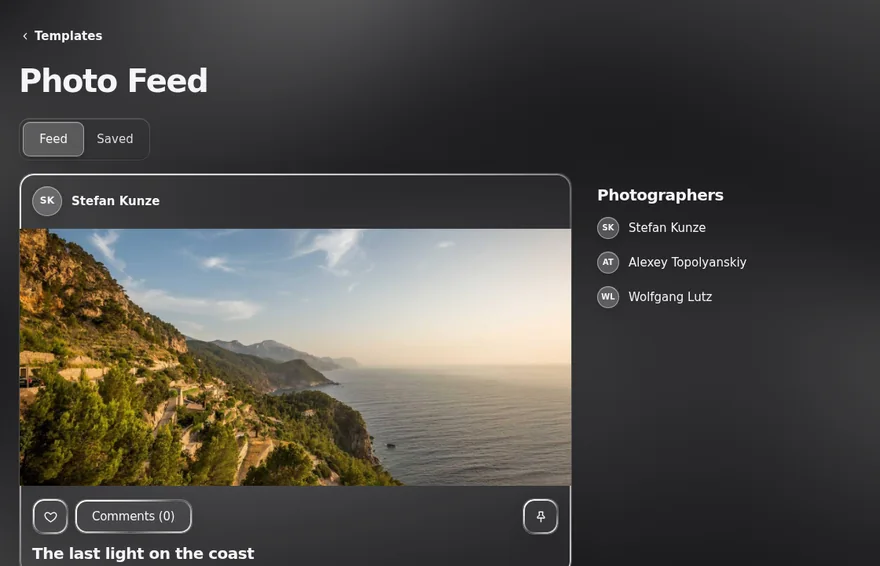 Templates
Photo Feed
Feed Saved
SK Stefan Kunze
Comments (0)
The last light on the coast
Photographers
SK Stefan Kunze
AT Alexey Topolyanskiy
WL Wolfgang Lutz